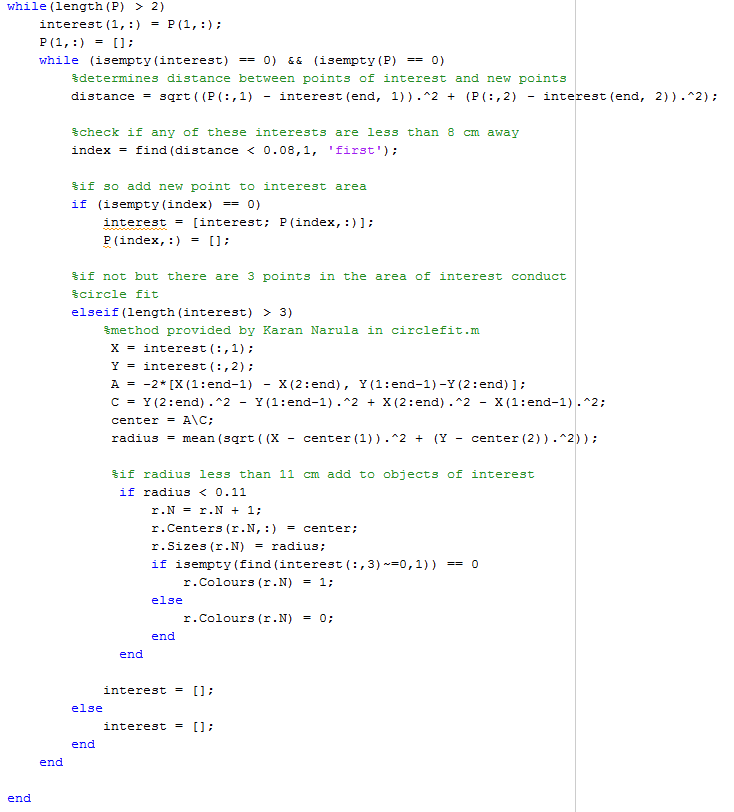 while(length(P) > 2)
    interest(1,:) = P(1,:);
    P(1,:) = [];
    while (isempty(interest) == 0) && (isempty(P) == 0)
        %determines distance between points of interest and new points
        distance = sqrt((P(:,1) - interest(end, 1)).^2 + (P(:,2) - interest(end, 2)).^2);
        %check if any of these interests are less than 8 cm away
        index = find(distance < 0.08,1, 'first');
        %if so add new point to interest area
        if (isempty(index) == 0)
            interest = [interest; P(index,:)];
            P(index,:) = [];
        %if not but there are 3 points in the area of interest conduct
        %circle fit
        elseif(length(interest) > 3)
            %method provided by Karan Narula in circlefit.m
            X = interest(:,1);
            Y = interest(:,2);
            A = -2*[X(1:end-1) - X(2:end), Y(1:end-1)-Y(2:end)];
            C = Y(2:end).^2 - Y(1:end-1).^2 + X(2:end).^2 - X(1:end-1).^2;
            center = A\C;
            radius = mean(sqrt((X - center(1)).^2 + (Y - center(2)).^2));
            %if radius less than 11 cm add to objects of interest
            if radius < 0.11
                r.N = r.N + 1;
                r.Centers(r.N,:) = center;
                r.Sizes(r.N) = radius;
                if isempty(find(interest(:,3)~=0,1)) == 0
                    r.Colours(r.N) = 1;
                else
                    r.Colours(r.N) = 0;
                end
            end
            interest = [];
        else
            interest = [];
        end
    end
end